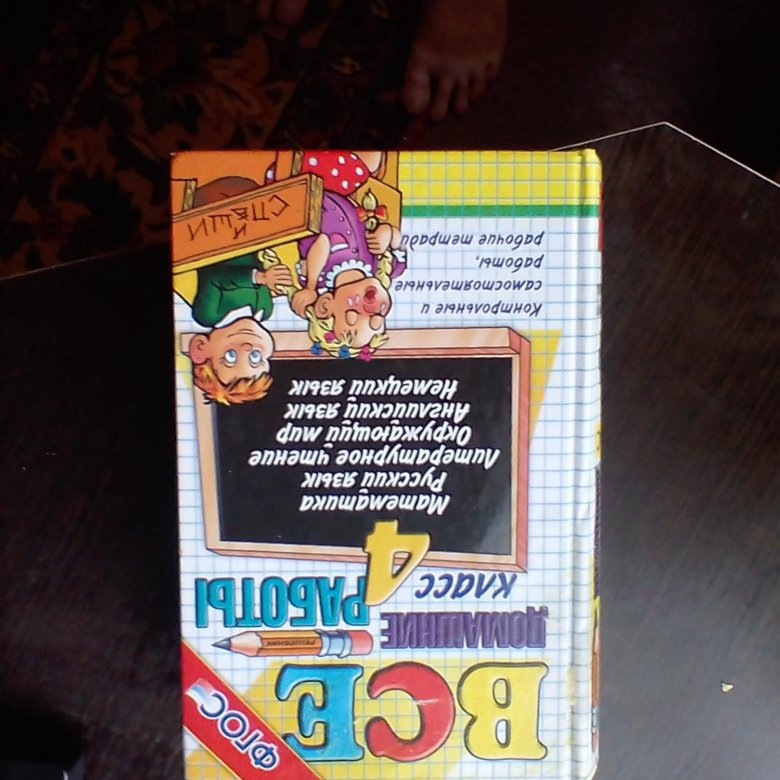 ФГОС
ВСЕ
ДОМАШНИЕ
РЕШЕБНИК
РАБОТЫ
4
класс
Математика
Русский язык
Литературное чтение
Окружающий мир
Английский язык
Немецкий язык
Контрольные и
самостоятельные
работы,
рабочие тетради
СПЕШИ
И